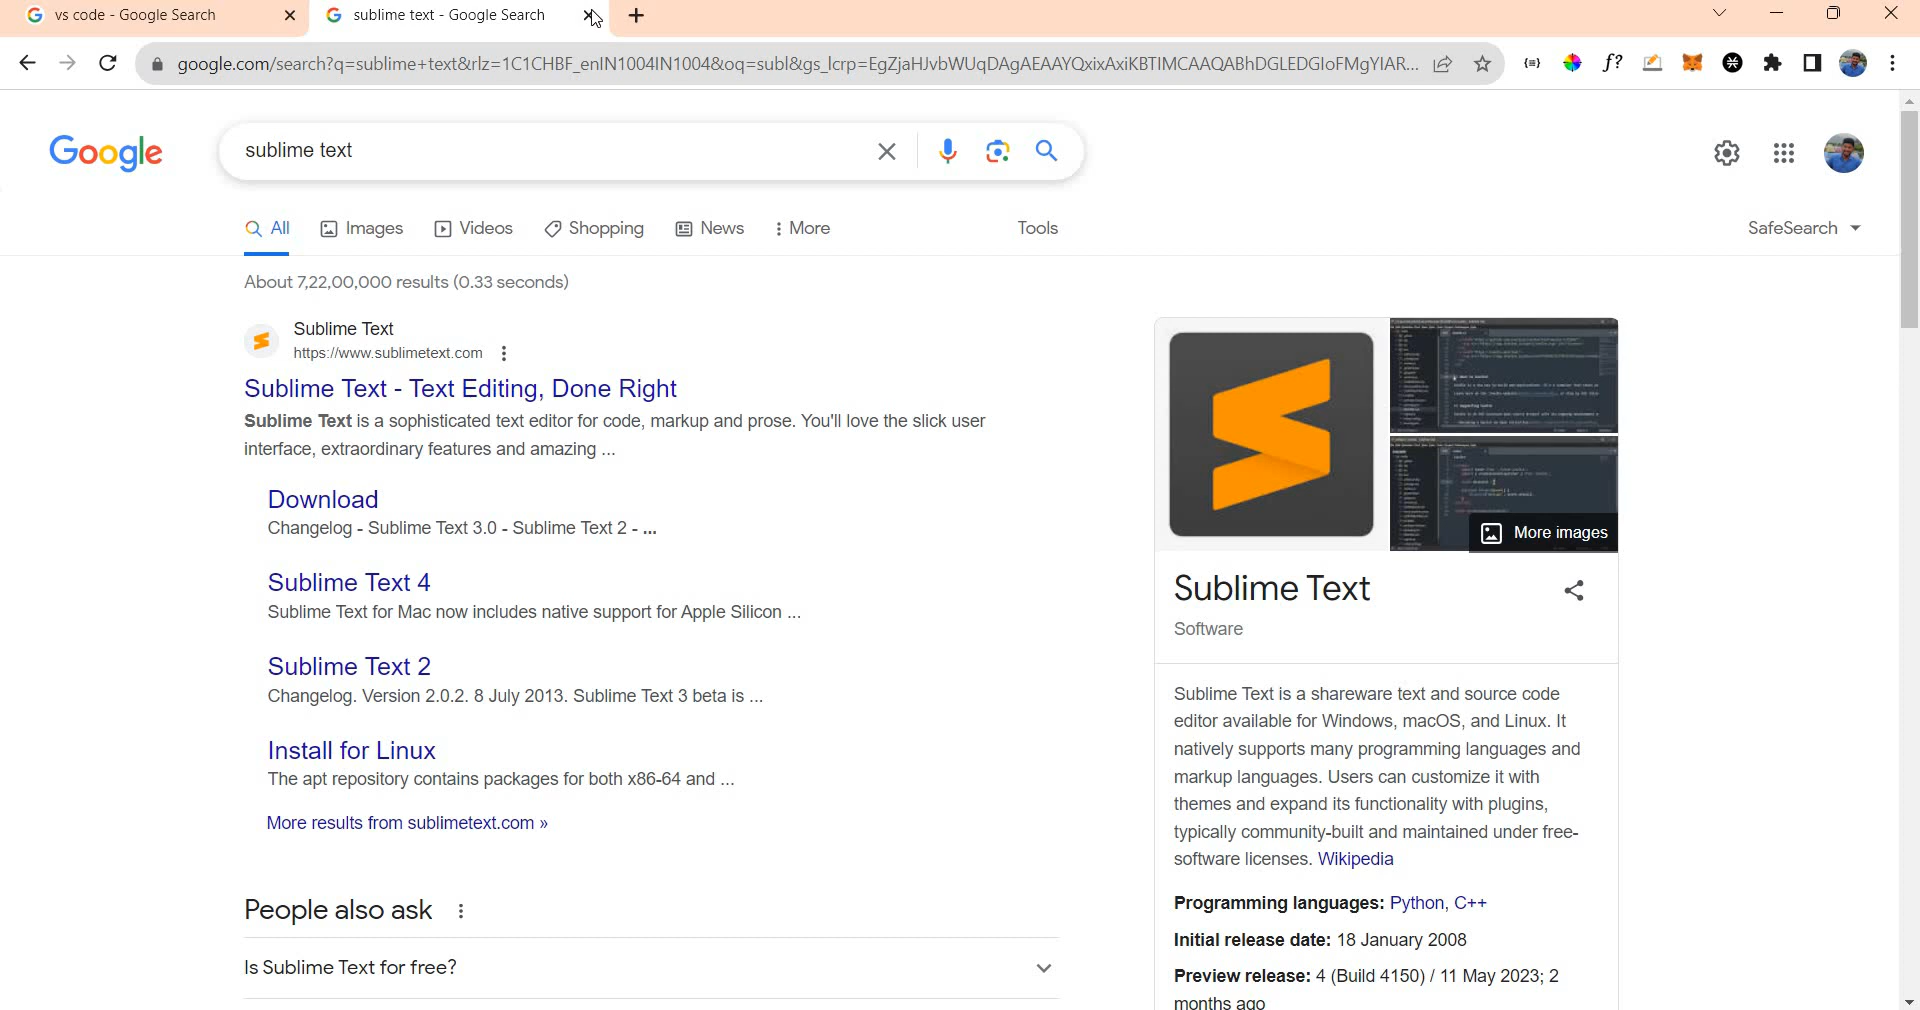 vs code - Google Search
sublime text - Google Search
google.com/search?q=sublime+text&rlz=1C1CHBF_enIN1004IN1004&oq=subl&gs_lcrp=EgZjaHJvbWUqDAgAEAAYQxixAxiKBTIMCAAQABhDGLEDGIoFMgYIAR...
f?
Google
sublime text
All
Images
Videos
Shopping
News
More
Tools
SafeSearch
About 7,22,00,000 results (0.33 seconds)
Sublime Text
https://www.sublimetext.com
Sublime Text - Text Editing, Done Right
Sublime Text is a sophisticated text editor for code, markup and prose. You'll love the slick user
interface, extraordinary features and amazing ...
Download
Changelog - Sublime Text 3.0 - Sublime Text 2 - ...
Sublime Text 4
Sublime Text for Mac now includes native support for Apple Silicon ...
Sublime Text 2
Changelog. Version 2.0.2. 8 July 2013. Sublime Text 3 beta is ...
Install for Linux
The apt repository contains packages for both x86-64 and ...
More results from sublimetext.com »
People also ask
Is Sublime Text for free?
More images
Sublime Text
Software
Sublime Text is a shareware text and source code
editor available for Windows, macOS, and Linux. It
natively supports many programming languages and
markup languages. Users can customize it with
themes and expand its functionality with plugins,
typically community-built and maintained under free-
software licenses. Wikipedia
Programming languages: Python, C++
Initial release date: 18 January 2008
Preview release: 4 (Build 4150) / 11 May 2023; 2
months ago